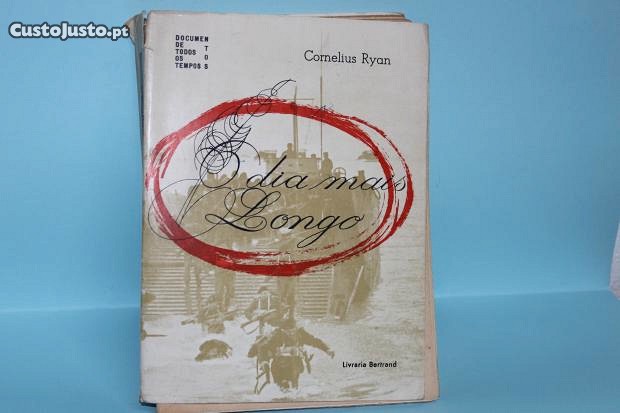 CustoJusto.pt
DOCUMEN T
DE O
TODOS O
OS S
TEMPOS
Cornelius Ryan
O dia mais
Longo
Livraria Bertrand